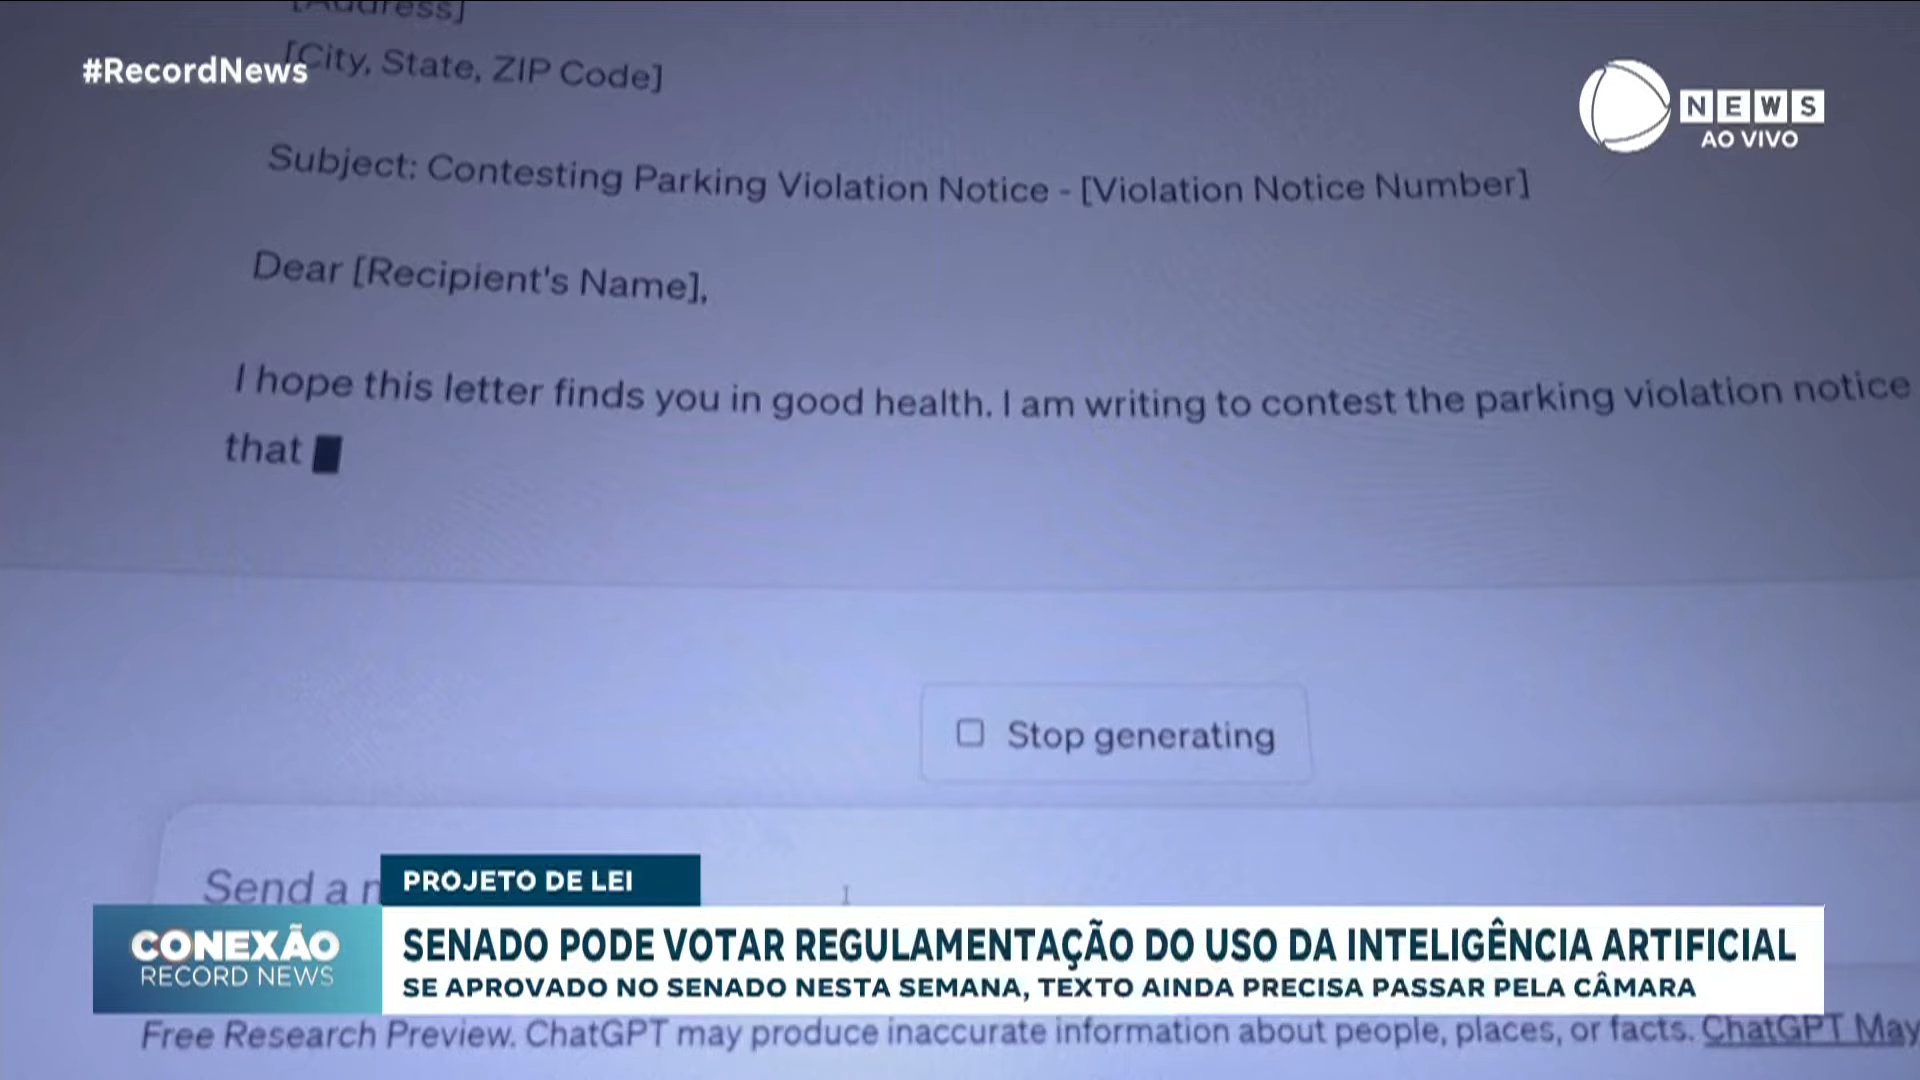 [Address]
[City, State, ZIP Code]
#RecordNews
NEWS
AO VIVO
Subject: Contesting Parking Violation Notice - [Violation Notice Number]
Dear [Recipient's Name],
I hope this letter finds you in good health. I am writing to contest the parking violation notice
that
Stop generating
Send a
PROJETO DE LEI
CONEXÃO
RECORD NEWS
SENADO PODE VOTAR REGULAMENTAÇÃO DO USO DA INTELIGÊNCIA ARTIFICIAL
SE APROVADO NO SENADO NESTA SEMANA, TEXTO AINDA PRECISA PASSAR PELA CÂMARA
Free Research Preview. ChatGPT may produce inaccurate information about people, places, or facts. ChatGPT May